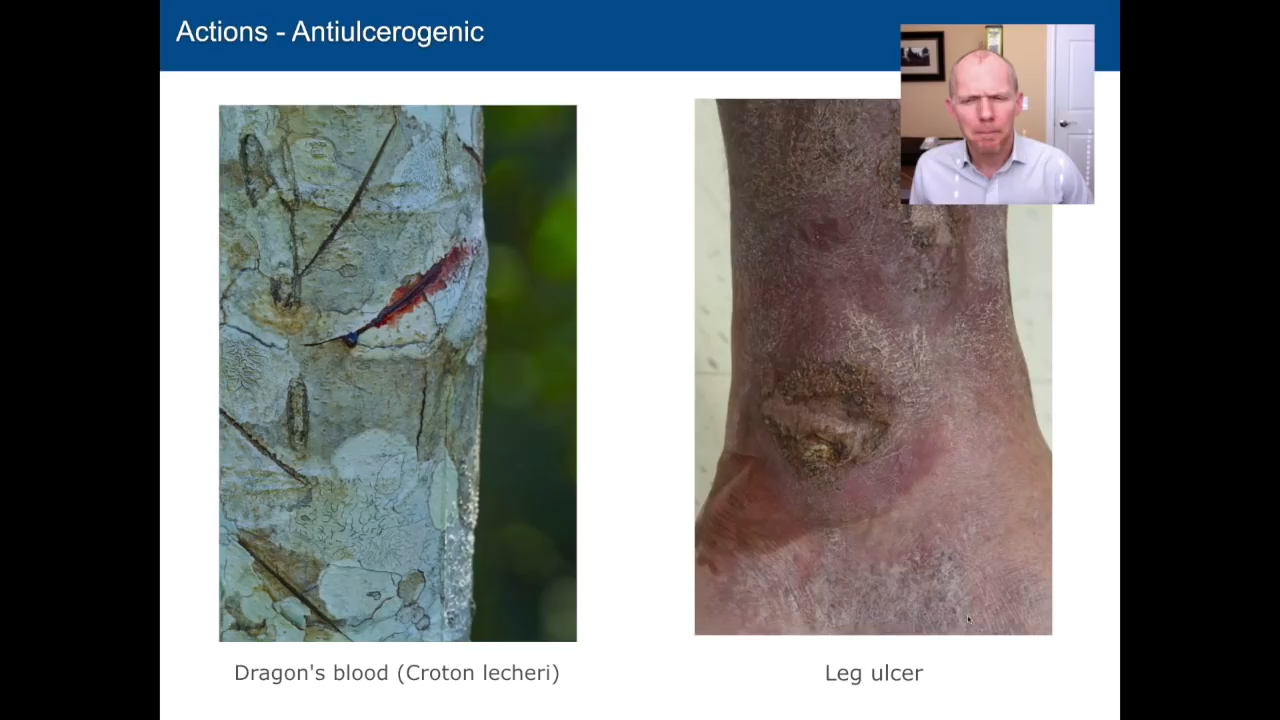 Actions - Antiulcerogenic
Dragon's blood (Croton lecheri)
Leg ulcer